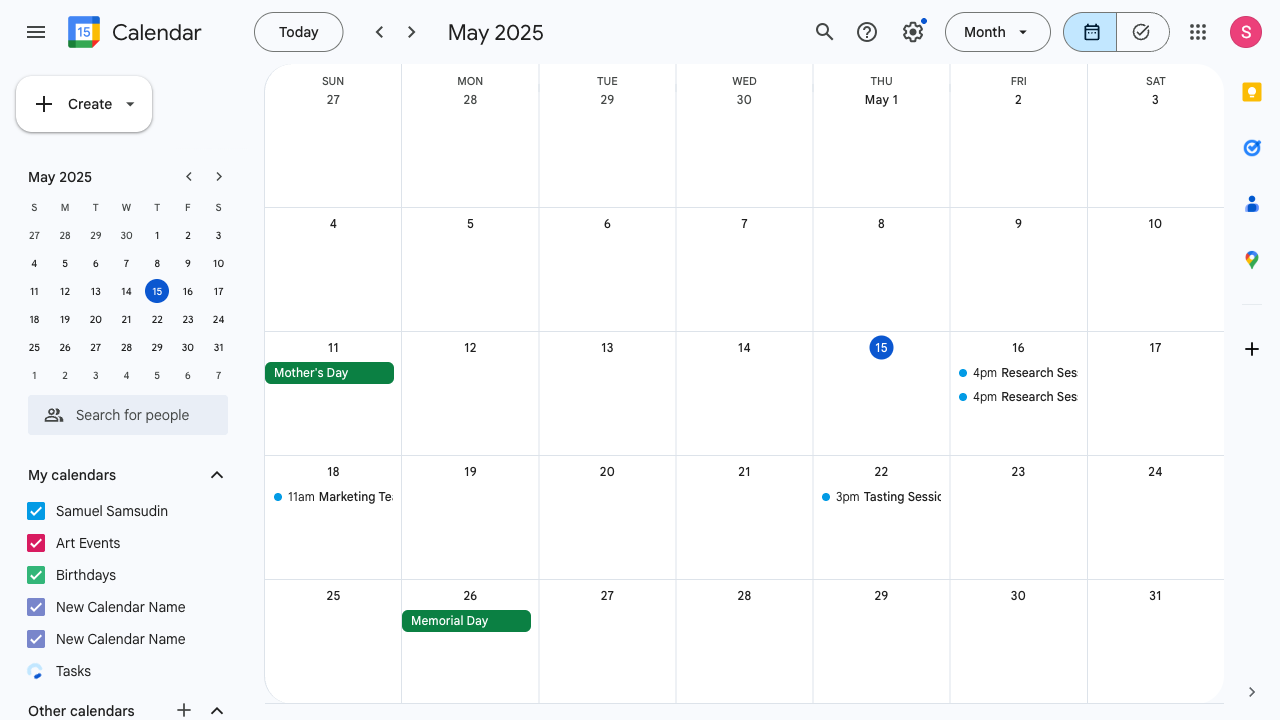 15 Calendar
Today
May 2025
Month
S
Create
May 2025
S M T W T F S
27 28 29 30 1 2 3
4 5 6 7 8 9 10
11 12 13 14 15 16 17
18 19 20 21 22 23 24
25 26 27 28 29 30 31
1 2 3 4 5 6 7
Search for people
My calendars
Samuel Samsudin
Art Events
Birthdays
New Calendar Name
New Calendar Name
Tasks
Other calendars
SUN MON TUE WED THU FRI SAT
27 28 29 30 May 1 2 3
4 5 6 7 8 9 10
11 12 13 14 15 16 17
Mother's Day
4pm Research Ses
4pm Research Ses
18 19 20 21 22 23 24
11am Marketing Te
3pm Tasting Sessic
25 26 27 28 29 30 31
Memorial Day